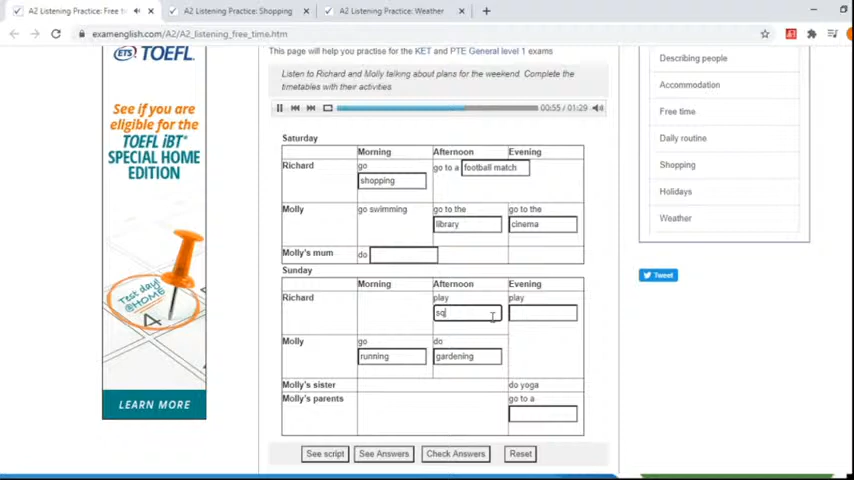 A2 Listening Practice: Free t
A2 Listening Practice: Shopping
A2 Listening Practice: Weather
examenglish.com/A2/A2_listening_free_time.htm
ETS TOEFL
See if you are
eligible for the
TOEFL iBT
SPECIAL HOME
EDITION
Test day!
@HOME
LEARN MORE
This page will help you practise for the KET and PTE General level 1 exams
Listen to Richard and Molly talking about plans for the weekend. Complete the
timetables with their activities
00:55 / 01:29
Saturday
Morning Afternoon Evening
Richard go shopping go to a football match
Molly go swimming go to the library go to the cinema
Molly's mum do
Sunday
Morning Afternoon Evening
Richard play sq play
Molly go running do gardening
Molly's sister do yoga
Molly's parents go to a
See script See Answers Check Answers Reset
Describing people
Accommodation
Free time
Daily routine
Shopping
Holidays
Weather
Tweet